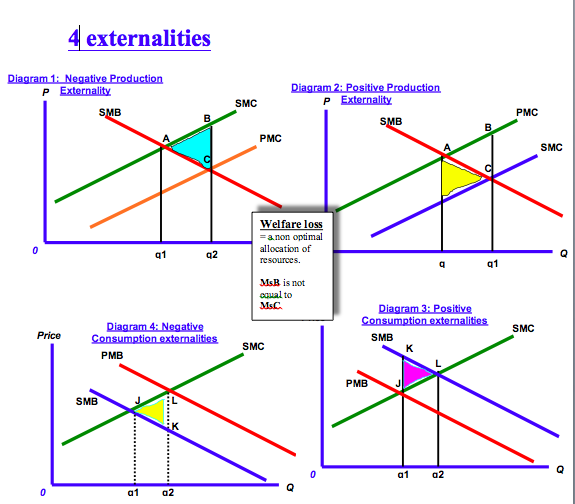 4 externalities
Diagram 1: Negative Production
Externality
P
SMB
SMC
B
A
PMC
C
0
q1
q2
Diagram 2: Positive Production
Externality
P
SMB
PMC
B
A
SMC
C
Q
q
q1
Welfare loss
= a non optimal
allocation of
resources.
MsB is not
equal to
MsC.
Diagram 4: Negative
Consumption externalities
Price
PMB
SMC
SMB
J
L
K
0
q1
q2
Q
Diagram 3: Positive
Consumption externalities
SMB
SMC
K
L
PMB
J
0
q1
q2
Q